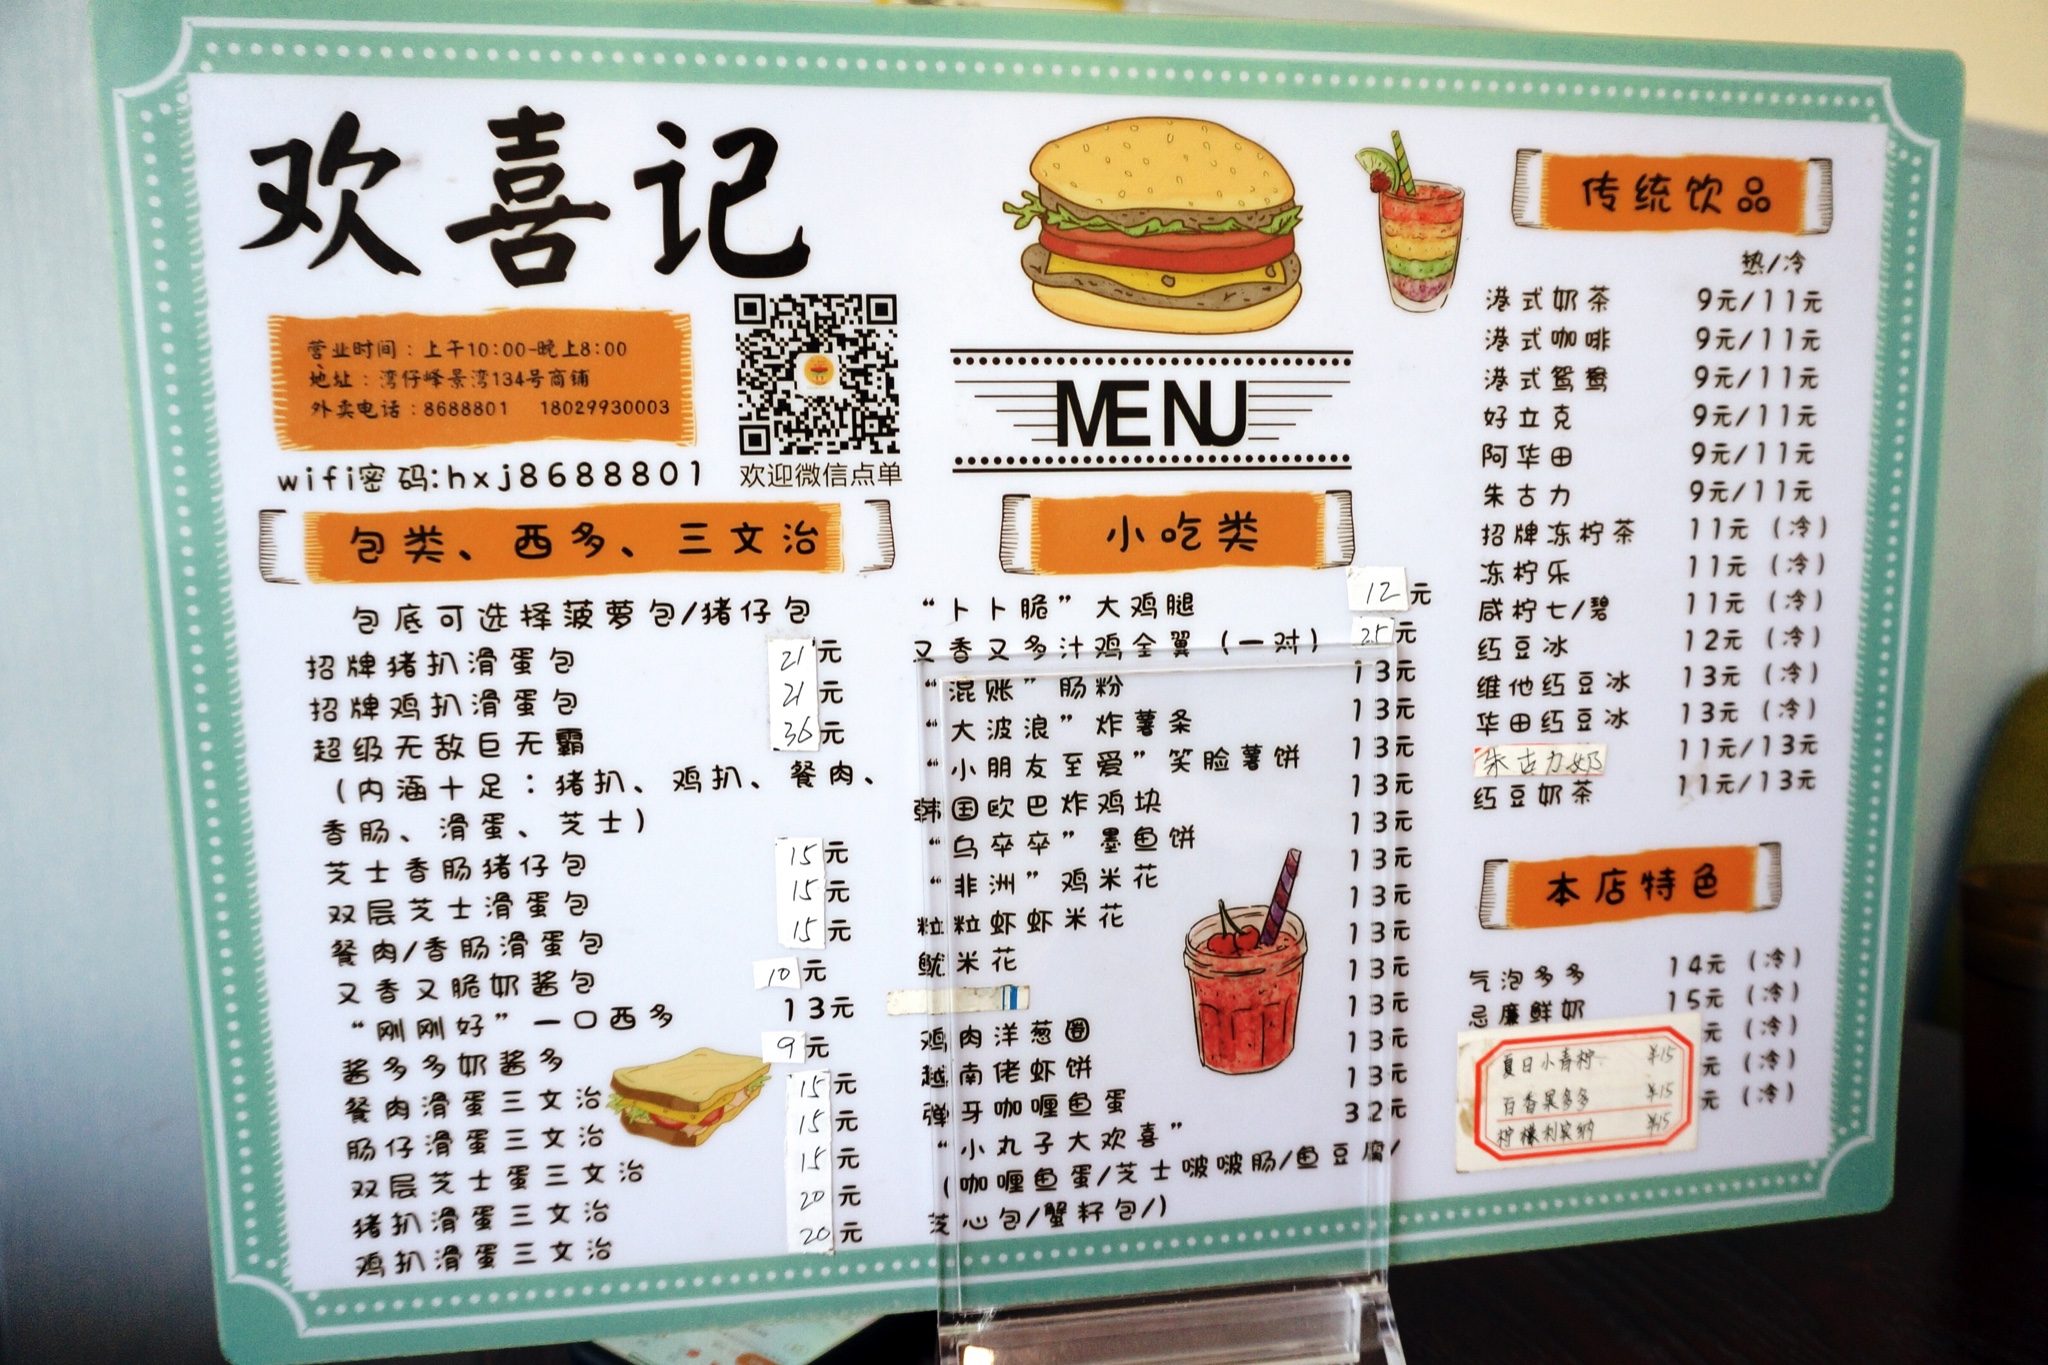 欢喜记
营业时间：上午10:00-晚上8:00
地址：湾仔峰景湾134号商铺
外卖电话：8688801 18029930003
wifi密码:hxj8688801
欢迎微信点单
包类、西多、三文治
包底可选择菠萝包/猪仔包
招牌猪扒滑蛋包 21元
招牌鸡扒滑蛋包 21元
超级无敌巨无霸 36元
(内涵十足：猪扒、鸡扒、餐肉、
香肠、滑蛋、芝士)
芝士香肠猪仔包 15元
双层芝士滑蛋包 15元
餐肉/香肠滑蛋包 15元
又香又脆奶酱包 10元
“刚刚好”一口西多 13元
酱多多奶酱多 9元
餐肉滑蛋三文治 15元
肠仔滑蛋三文治 15元
双层芝士蛋三文治 15元
猪扒滑蛋三文治 20元
鸡扒滑蛋三文治 20元
MENU
小吃类
“卜卜脆”大鸡腿 12元
又香又多汁鸡全翼(一对) 25元
“混账”肠粉 13元
“大波浪”炸薯条 13元
“小朋友至爱”笑脸薯饼 13元
韩国欧巴炸鸡块 13元
“乌卒卒”墨鱼饼 13元
“非洲”鸡米花 13元
粒粒虾虾米花 13元
鱿米花 13元
13元
鸡肉洋葱圈 13元
越南佬虾饼 13元
弹牙咖喱鱼蛋 13元
“小丸子大欢喜” 32元
(咖喱鱼蛋/芝士啵啵肠/鱼豆腐/
芝心包/蟹籽包/)
传统饮品
热/冷
港式奶茶 9元/11元
港式咖啡 9元/11元
港式鸳鸯 9元/11元
好立克 9元/11元
阿华田 9元/11元
朱古力 9元/11元
招牌冻柠茶 11元(冷)
冻柠乐 11元(冷)
咸柠七/碧 11元(冷)
红豆冰 12元(冷)
维他红豆冰 13元(冷)
华田红豆冰 13元(冷)
朱古力奶 11元/13元
红豆奶茶 11元/13元
本店特色
气泡多多 14元(冷)
忌廉鲜奶 15元(冷)
元(冷)
元(冷)
元(冷)
夏日小青柠 ¥15
百香果多多 ¥15
柠檬利宾纳 ¥15